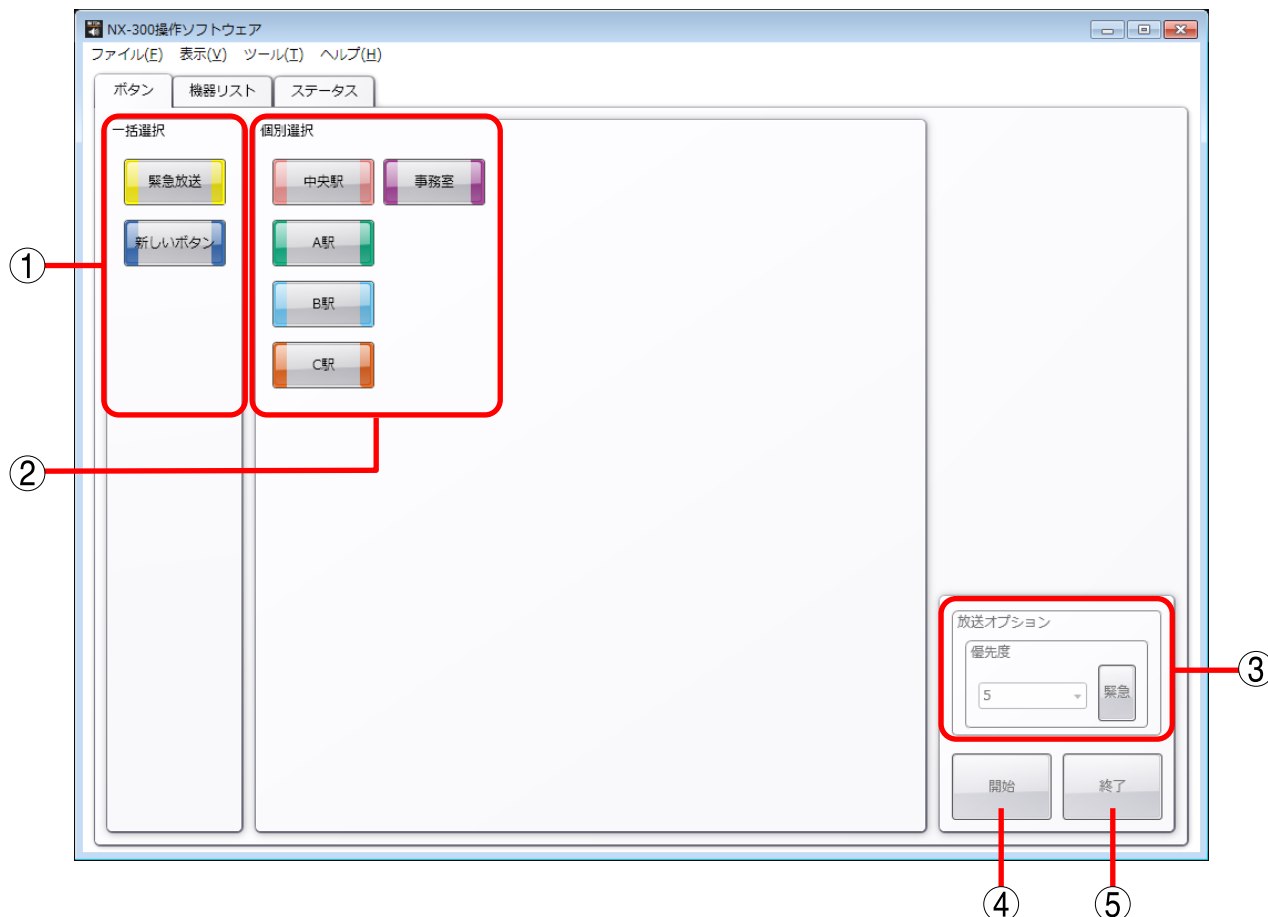 NX-300操作ソフトウェア
ファイル(F) 表示(V) ツール(T) ヘルプ(H)
ボタン 機器リスト ステータス
一括選択 個別選択
緊急放送 中央駅 事務室
新しいボタン A駅
①
B駅
C駅
②
放送オプション
優先度
③
5 緊急
開始 終了
④ ⑤